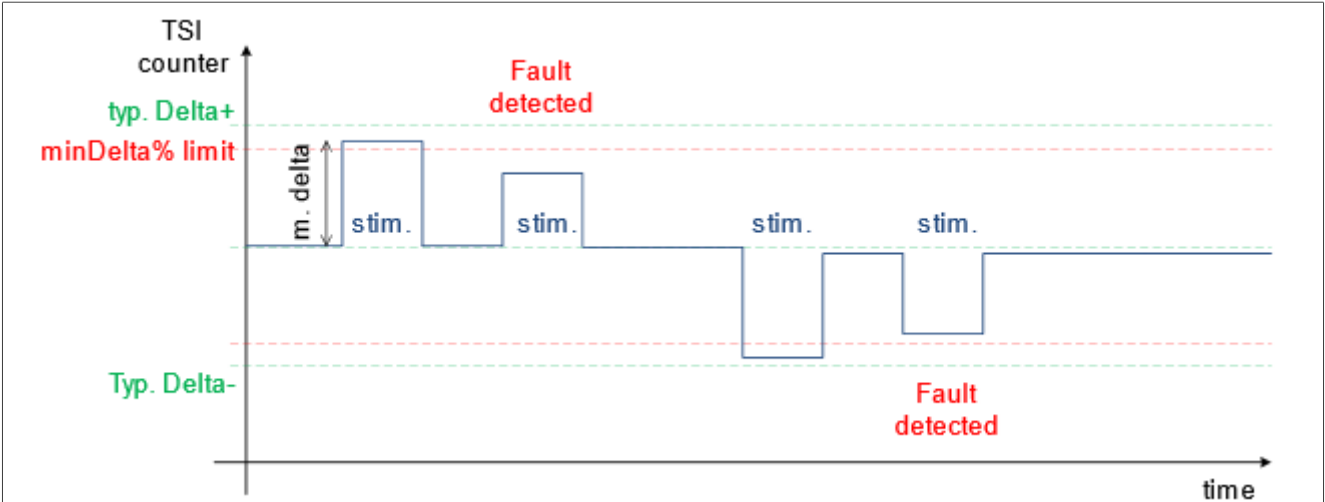 TSI
counter
Fault
detected
typ. Delta+
minDelta% limit
m. delta
stim.
stim.
stim.
stim.
Typ. Delta-
Fault
detected
time